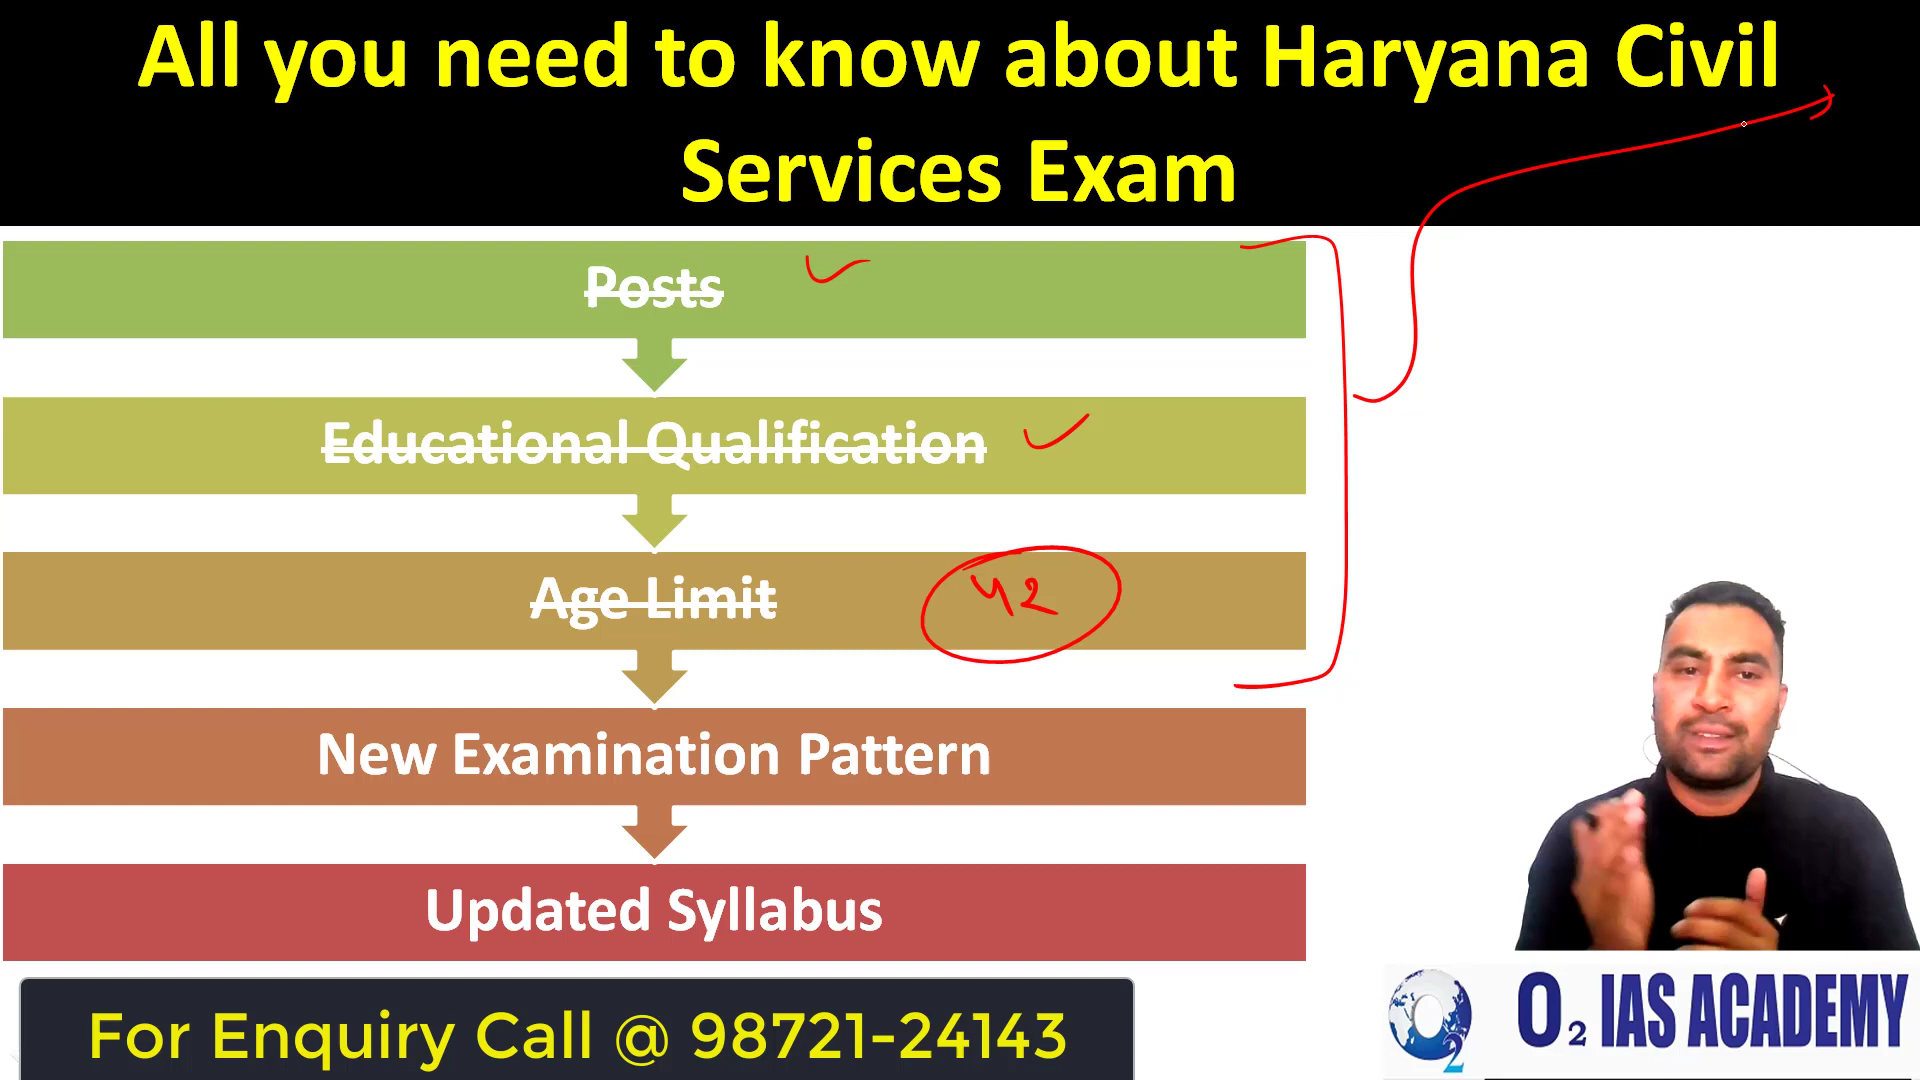 All you need to know about Haryana Civil
Services Exam
Posts
Educational Qualification
Age Limit
42
New Examination Pattern
Updated Syllabus
For Enquiry Call @ 98721-24143
O2
O2 IAS ACADEMY